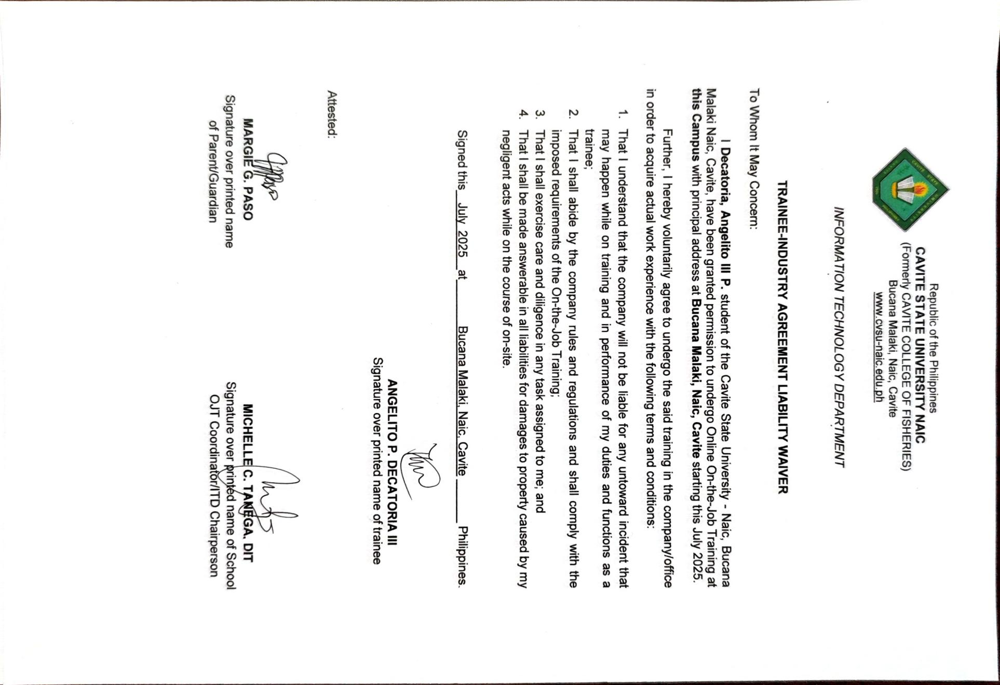 Republic of the Philippines
CAVITE STATE UNIVERSITY NAIC
(Formerly CAVITE COLLEGE OF FISHERIES)
Bucana Malaki, Naic, Cavite
www.cvsu-naic.edu.ph
INFORMATION TECHNOLOGY DEPARTMENT
TRAINEE-INDUSTRY AGREEMENT LIABILITY WAIVER
To Whom It May Concern:
I Decatoria, Angelito III P. student of the Cavite State University - Naic, Bucana
Malaki Naic, Cavite, have been granted permission to undergo Online On-the-Job Training at
this Campus with principal address at Bucana Malaki, Naic, Cavite starting this July 2025.
Further, I hereby voluntarily agree to undergo the said training in the company/office
in order to acquire actual work experience with the following terms and conditions:
1. That I understand that the company will not be liable for any untoward incident that
may happen while on training and in performance of my duties and functions as a
trainee;
2. That I shall abide by the company rules and regulations and shall comply with the
imposed requirements of the On-the-Job Training;
3. That I shall exercise care and diligence in any task assigned to me; and
4. That I shall be made answerable in all liabilities for damages to property caused by my
negligent acts while on the course of on-site.
Signed this July 2025 at Bucana Malaki, Naic, Cavite Philippines.
ANGELITO P. DECATORIA III
Signature over printed name of trainee
Attested:
MARGIE G. PASO
Signature over printed name
of Parent/Guardian
MICHELLE C. TANEGA, DIT
Signature over printed name of School
OJT Coordinator/ITD Chairperson